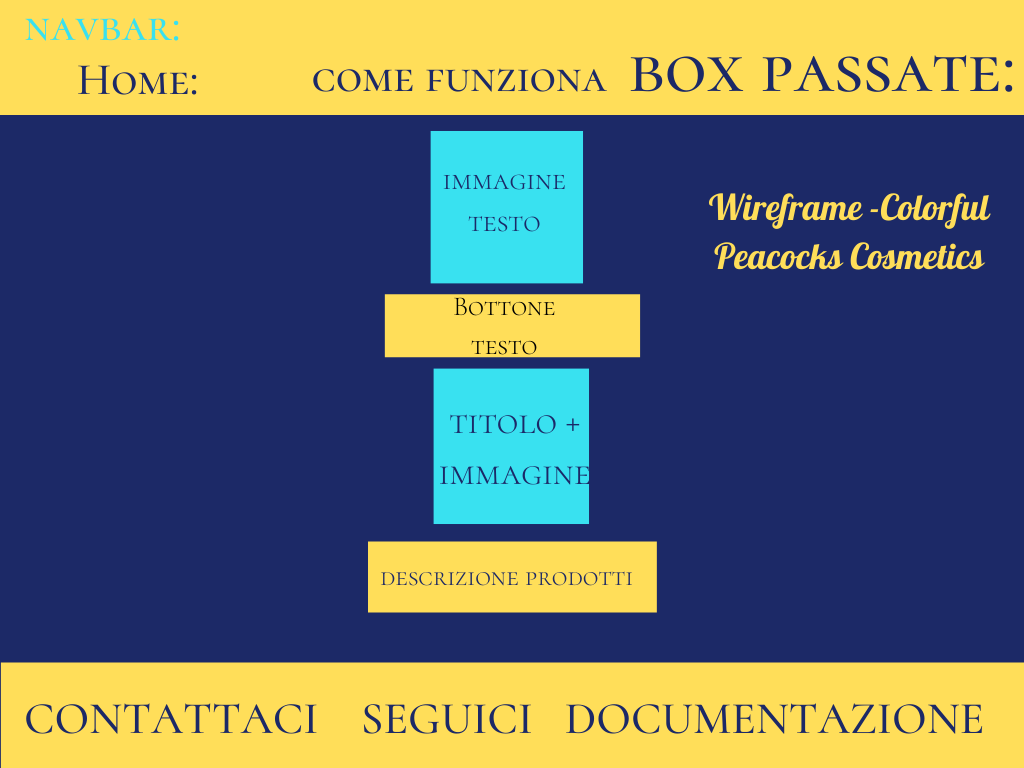 NAVBAR:
HOME: COME FUNZIONA BOX PASSATE:
IMMAGINE
TESTO
Wireframe -Colorful
Peacocks Cosmetics
BOTTONE
TESTO
TITOLO +
IMMAGINE
DESCRIZIONE PRODOTTI
CONTATTACI SEGUICI DOCUMENTAZIONE